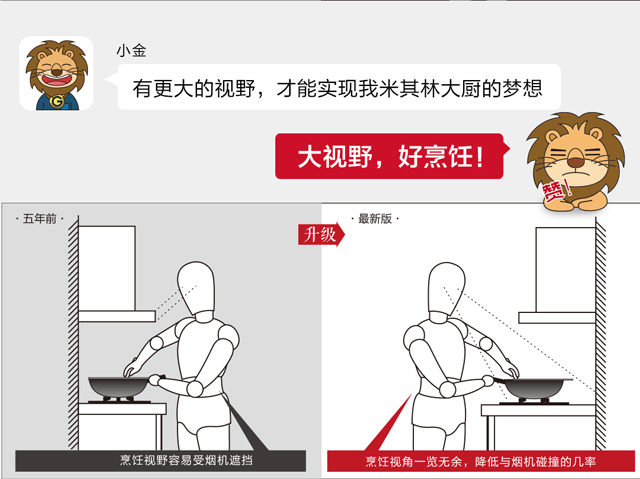 小金
有更大的视野，才能实现我米其林大厨的梦想
G
大视野，好烹饪！
赞！
·五年前·
升级
·最新版·
烹饪视野容易受烟机遮挡
烹饪视角一览无余，降低与烟机碰撞的几率